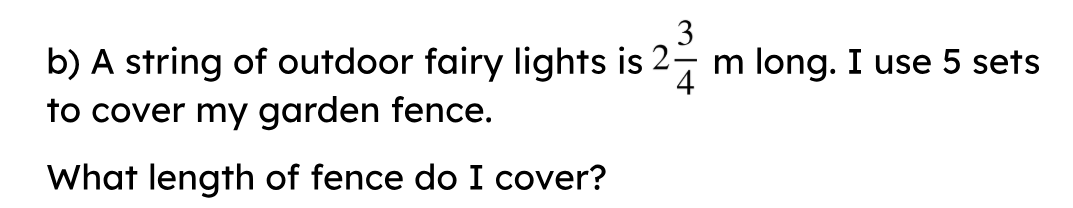 b) A string of outdoor fairy lights is 2 3/4 m long. I use 5 sets
to cover my garden fence.
What length of fence do I cover?